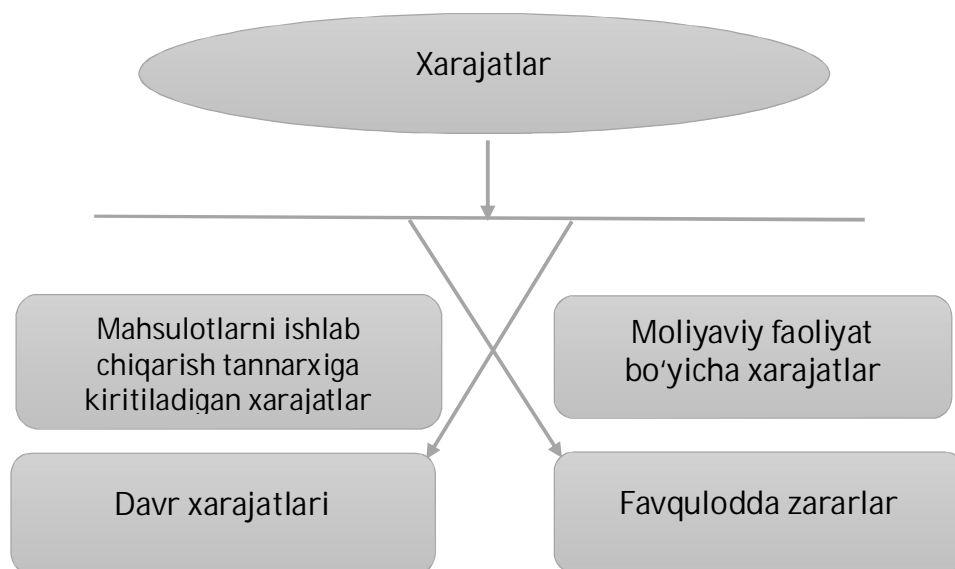 Xarajatlar
Mahsulotlarni ishlab
chiqarish tannarxiga
kiritiladigan xarajatlar
Moliyaviy faoliyat
bo‘yicha xarajatlar
Davr xarajatlari
Favqulodda zararlar